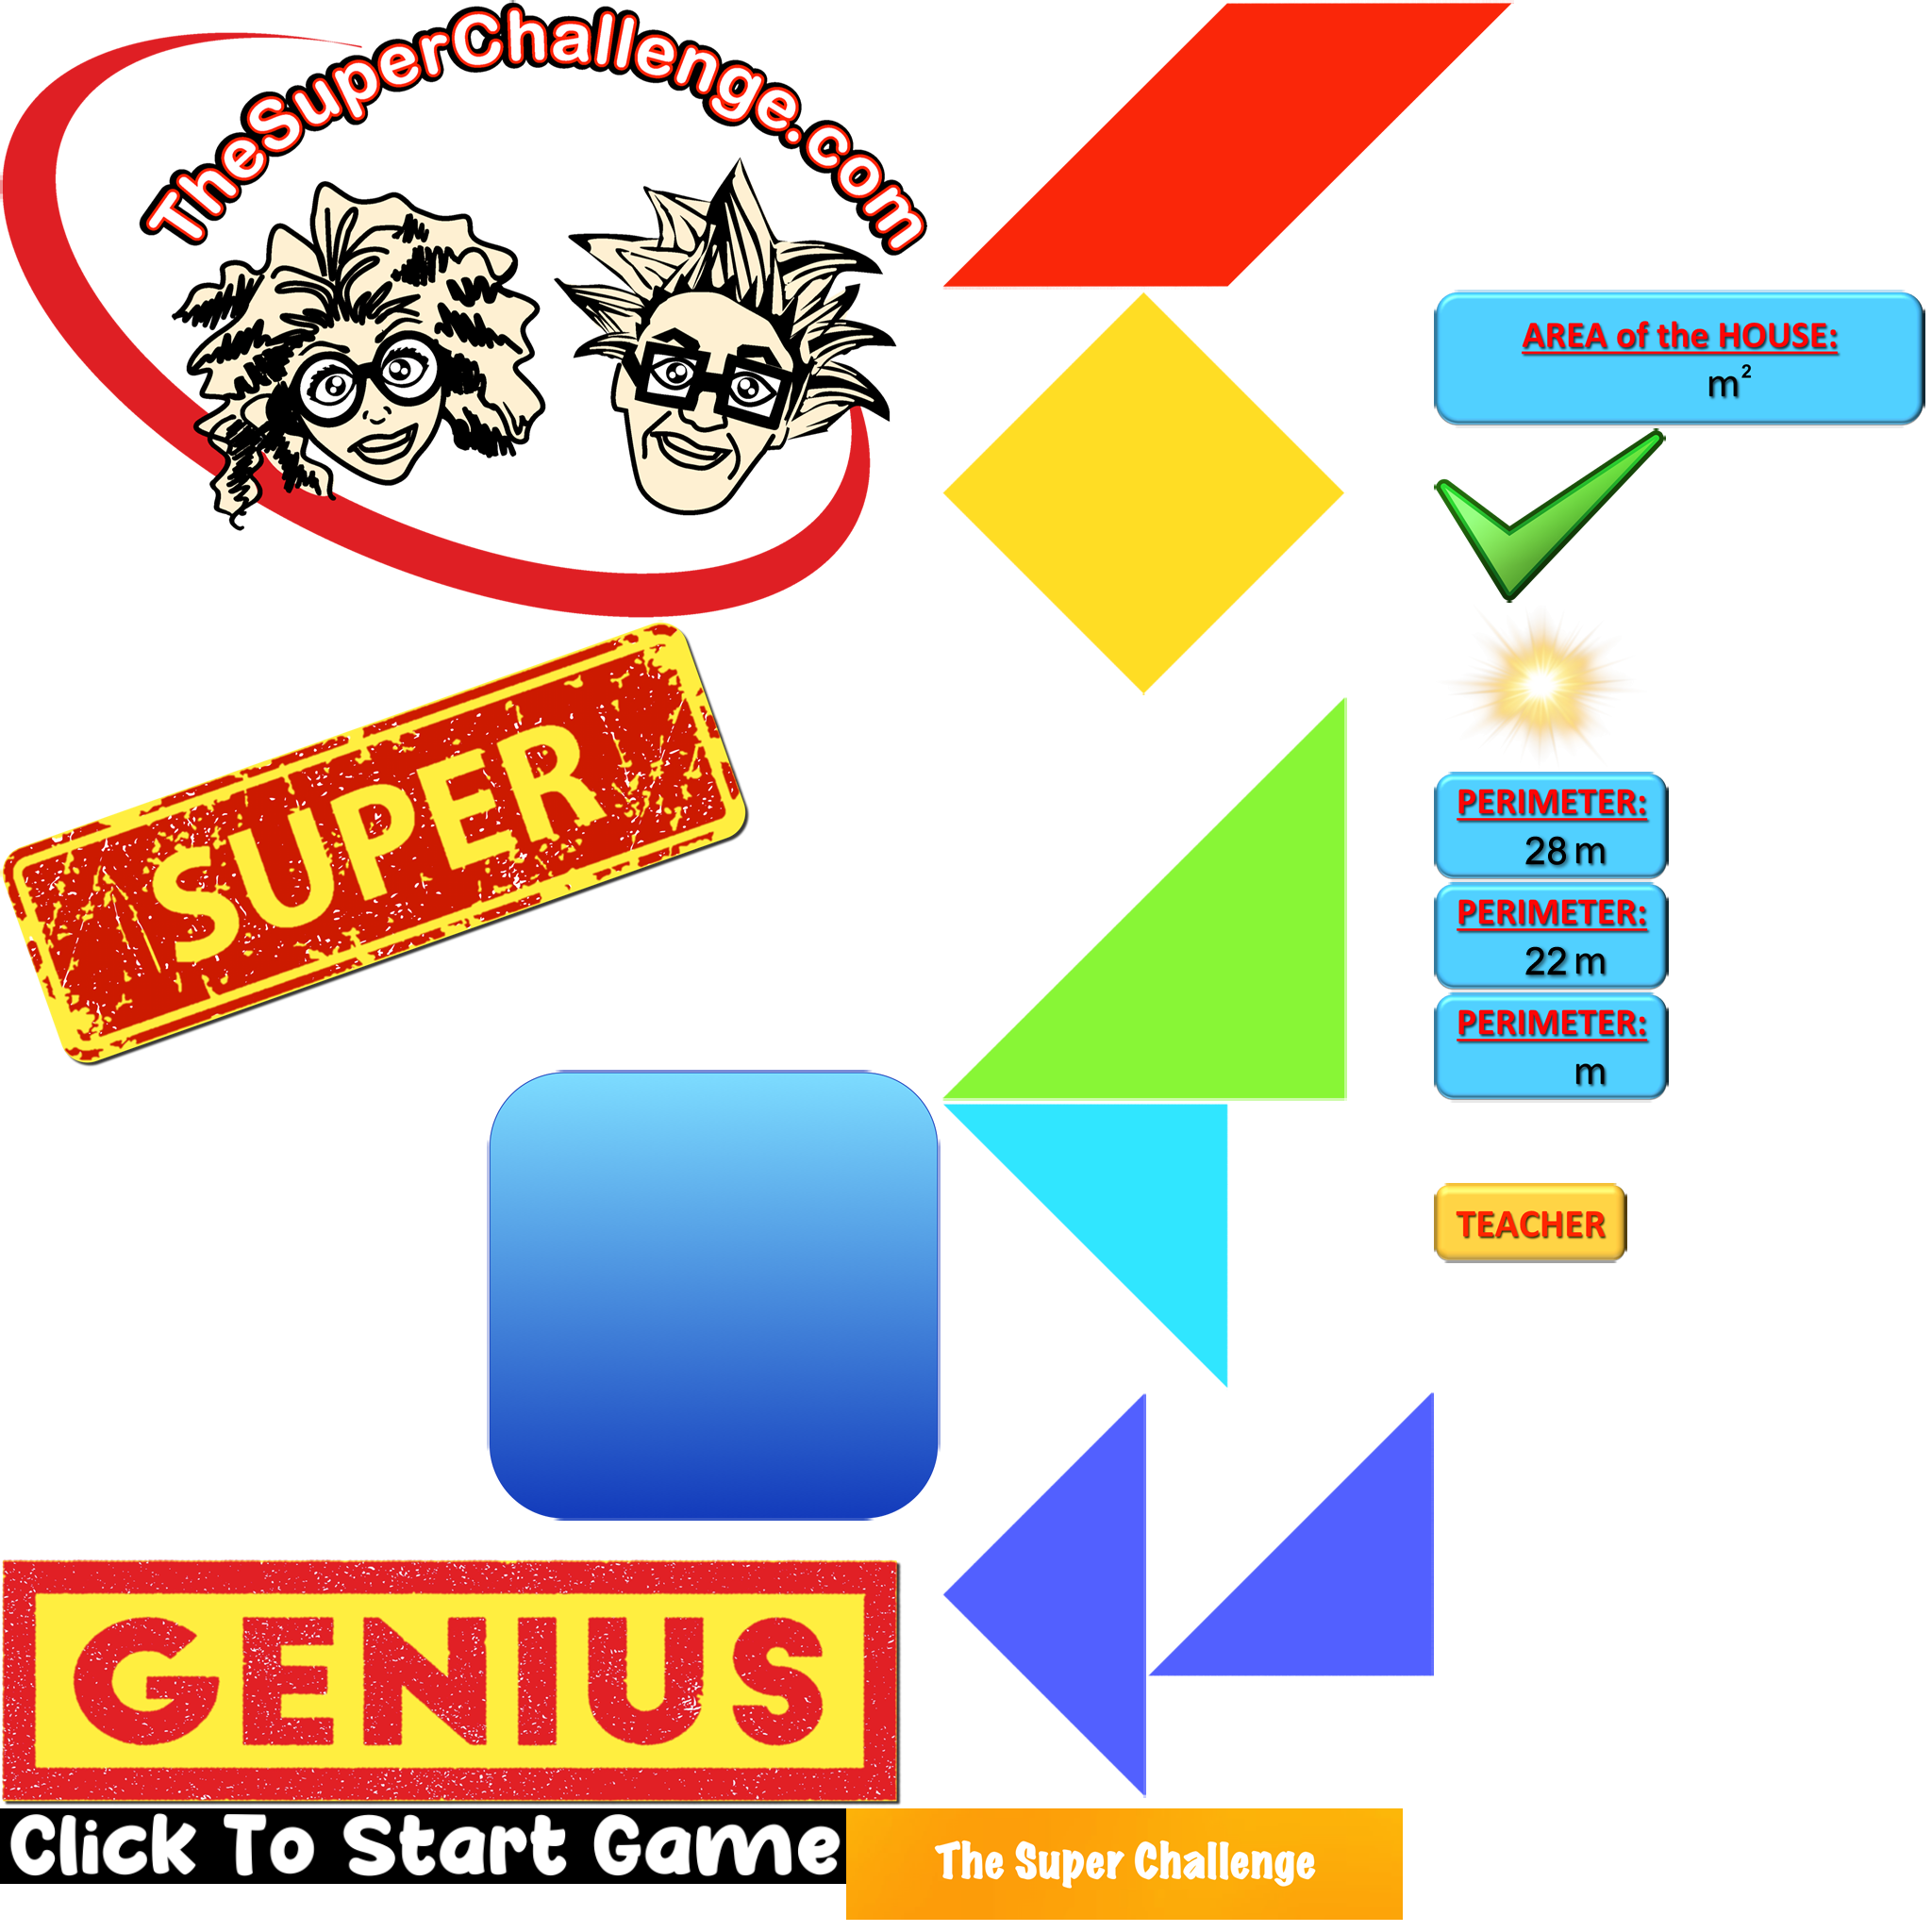 TheSuperChallenge.com
AREA of the HOUSE:
m²
SUPER
PERIMETER:
28 m
PERIMETER:
22 m
PERIMETER:
m
TEACHER
GENIUS
Click To Start Game
The Super Challenge